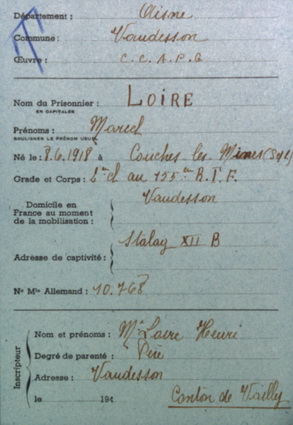 Département : Aisne
Commune : Vaudesson
Œuvre : C. C. A. P. G
Nom du Prisonnier : LOIRE
EN CAPITALES
Prénoms : Marcel
SOULIGNER LE PRÉNOM USUEL
Né le : 8.6.1918 à Couches les Mines (S&L)
Grade et Corps : 2e cl au 155e R. I. F.
Domicile en France au moment de la mobilisation : Vaudesson
Adresse de captivité : Stalag XII B
No Mle Allemand : 10.768
Inscripteur
Nom et prénoms : Mr Loire Henri
Degré de parenté : Père
Adresse : Vaudesson
le 194 Canton de Vailly